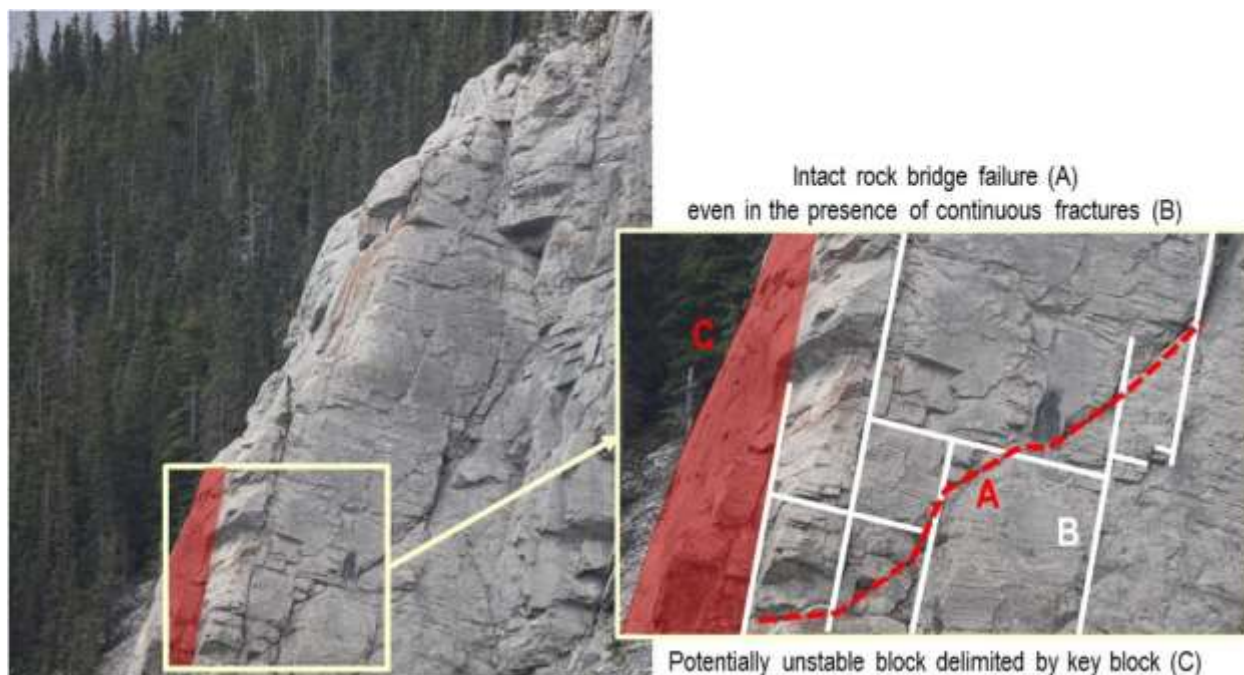 Intact rock bridge failure (A)
even in the presence of continuous fractures (B)
C
A
B
Potentially unstable block delimited by key block (C)